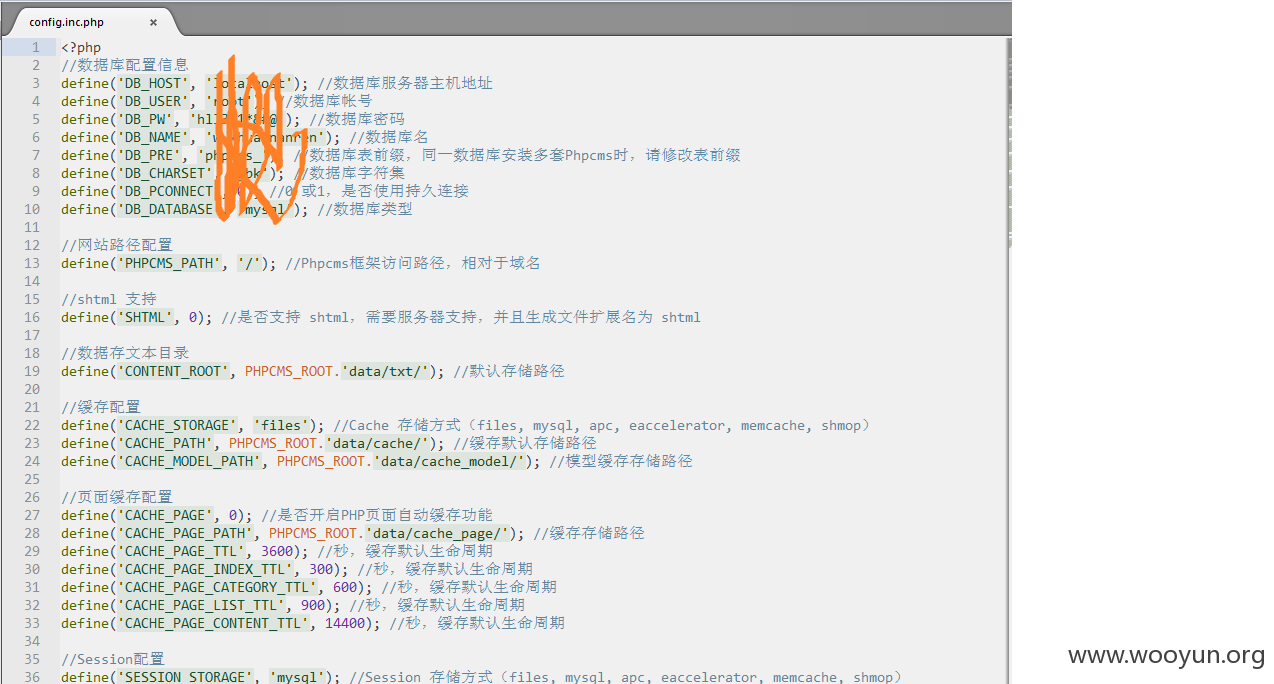 config.inc.php ×
1 <?php
2 //数据库配置信息
3 define('DB_HOST', 'localhost'); //数据库服务器主机地址
4 define('DB_USER', 'root'); //数据库帐号
5 define('DB_PW', ); //数据库密码
6 define('DB_NAME', ); //数据库名
7 define('DB_PRE', 'phpcms_'); //数据库表前缀，同一数据库安装多套Phpcms时，请修改表前缀
8 define('DB_CHARSET', ); //数据库字符集
9 define('DB_PCONNECT', //0 或1，是否使用持久连接
10 define('DB_DATABASE', 'mysql'); //数据库类型
11
12 //网站路径配置
13 define('PHPCMS_PATH', '/'); //Phpcms框架访问路径，相对于域名
14
15 //shtml 支持
16 define('SHTML', 0); //是否支持 shtml，需要服务器支持，并且生成文件扩展名为 shtml
17
18 //数据存文本目录
19 define('CONTENT_ROOT', PHPCMS_ROOT.'data/txt/'); //默认存储路径
20
21 //缓存配置
22 define('CACHE_STORAGE', 'files'); //Cache 存储方式（files, mysql, apc, eaccelerator, memcache, shmop）
23 define('CACHE_PATH', PHPCMS_ROOT.'data/cache/'); //缓存默认存储路径
24 define('CACHE_MODEL_PATH', PHPCMS_ROOT.'data/cache_model/'); //模型缓存存储路径
25
26 //页面缓存配置
27 define('CACHE_PAGE', 0); //是否开启PHP页面自动缓存功能
28 define('CACHE_PAGE_PATH', PHPCMS_ROOT.'data/cache_page/'); //缓存存储路径
29 define('CACHE_PAGE_TTL', 3600); //秒，缓存默认生命周期
30 define('CACHE_PAGE_INDEX_TTL', 300); //秒，缓存默认生命周期
31 define('CACHE_PAGE_CATEGORY_TTL', 600); //秒，缓存默认生命周期
32 define('CACHE_PAGE_LIST_TTL', 900); //秒，缓存默认生命周期
33 define('CACHE_PAGE_CONTENT_TTL', 14400); //秒，缓存默认生命周期
34
35 //Session配置
36 define('SESSION_STORAGE', 'mysql'); //Session 存储方式（files, mysql, apc, eaccelerator, memcache, shmop）
www.wooyun.org